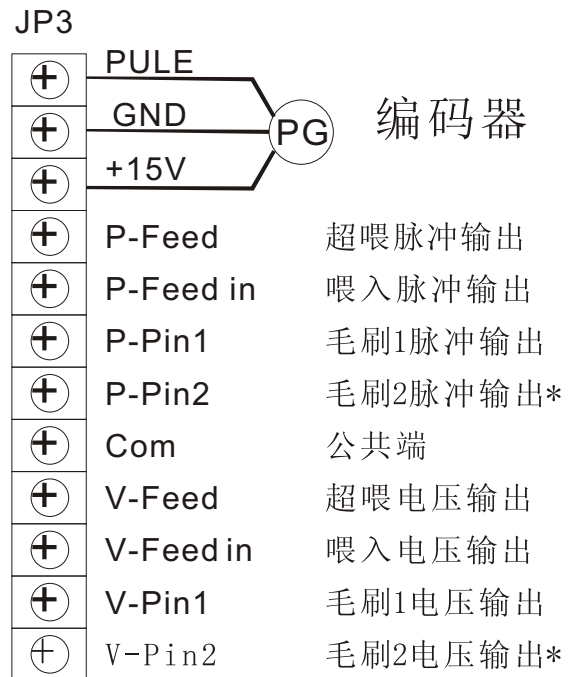 JP3
PULE
GND
PG 编码器
+15V
P-Feed 超喂脉冲输出
P-Feed in 喂入脉冲输出
P-Pin1 毛刷1脉冲输出
P-Pin2 毛刷2脉冲输出*
Com 公共端
V-Feed 超喂电压输出
V-Feed in 喂入电压输出
V-Pin1 毛刷1电压输出
V-Pin2 毛刷2电压输出*